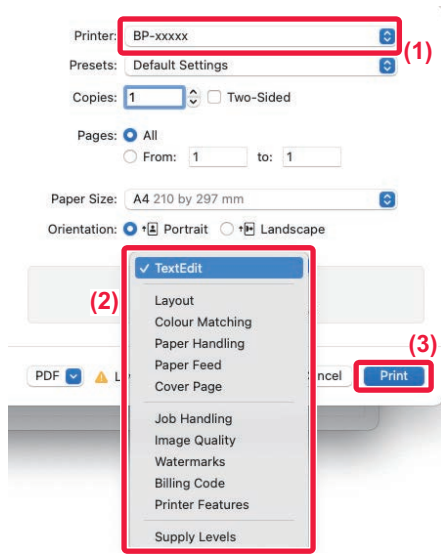 Printer: BP-xxxxx
(1)
Presets: Default Settings
Copies: 1 Two-Sided
Pages: All
From: 1 to: 1
Paper Size: A4 210 by 297 mm
Orientation: Portrait Landscape
✓ TextEdit
(2)
Layout
Colour Matching
Paper Handling
(3)
Paper Feed
PDF L ncel Print
Cover Page
Job Handling
Image Quality
Watermarks
Billing Code
Printer Features
Supply Levels